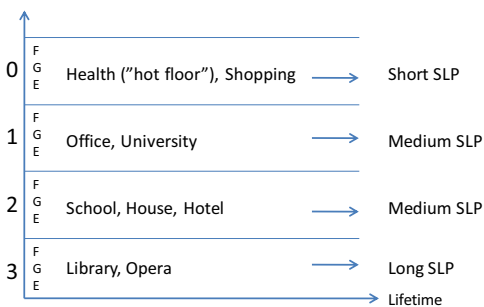 0
F
G
E
Health ("hot floor"), Shopping
Short SLP
1
F
G
E
Office, University
Medium SLP
2
F
G
E
School, House, Hotel
Medium SLP
3
F
G
E
Library, Opera
Long SLP
Lifetime